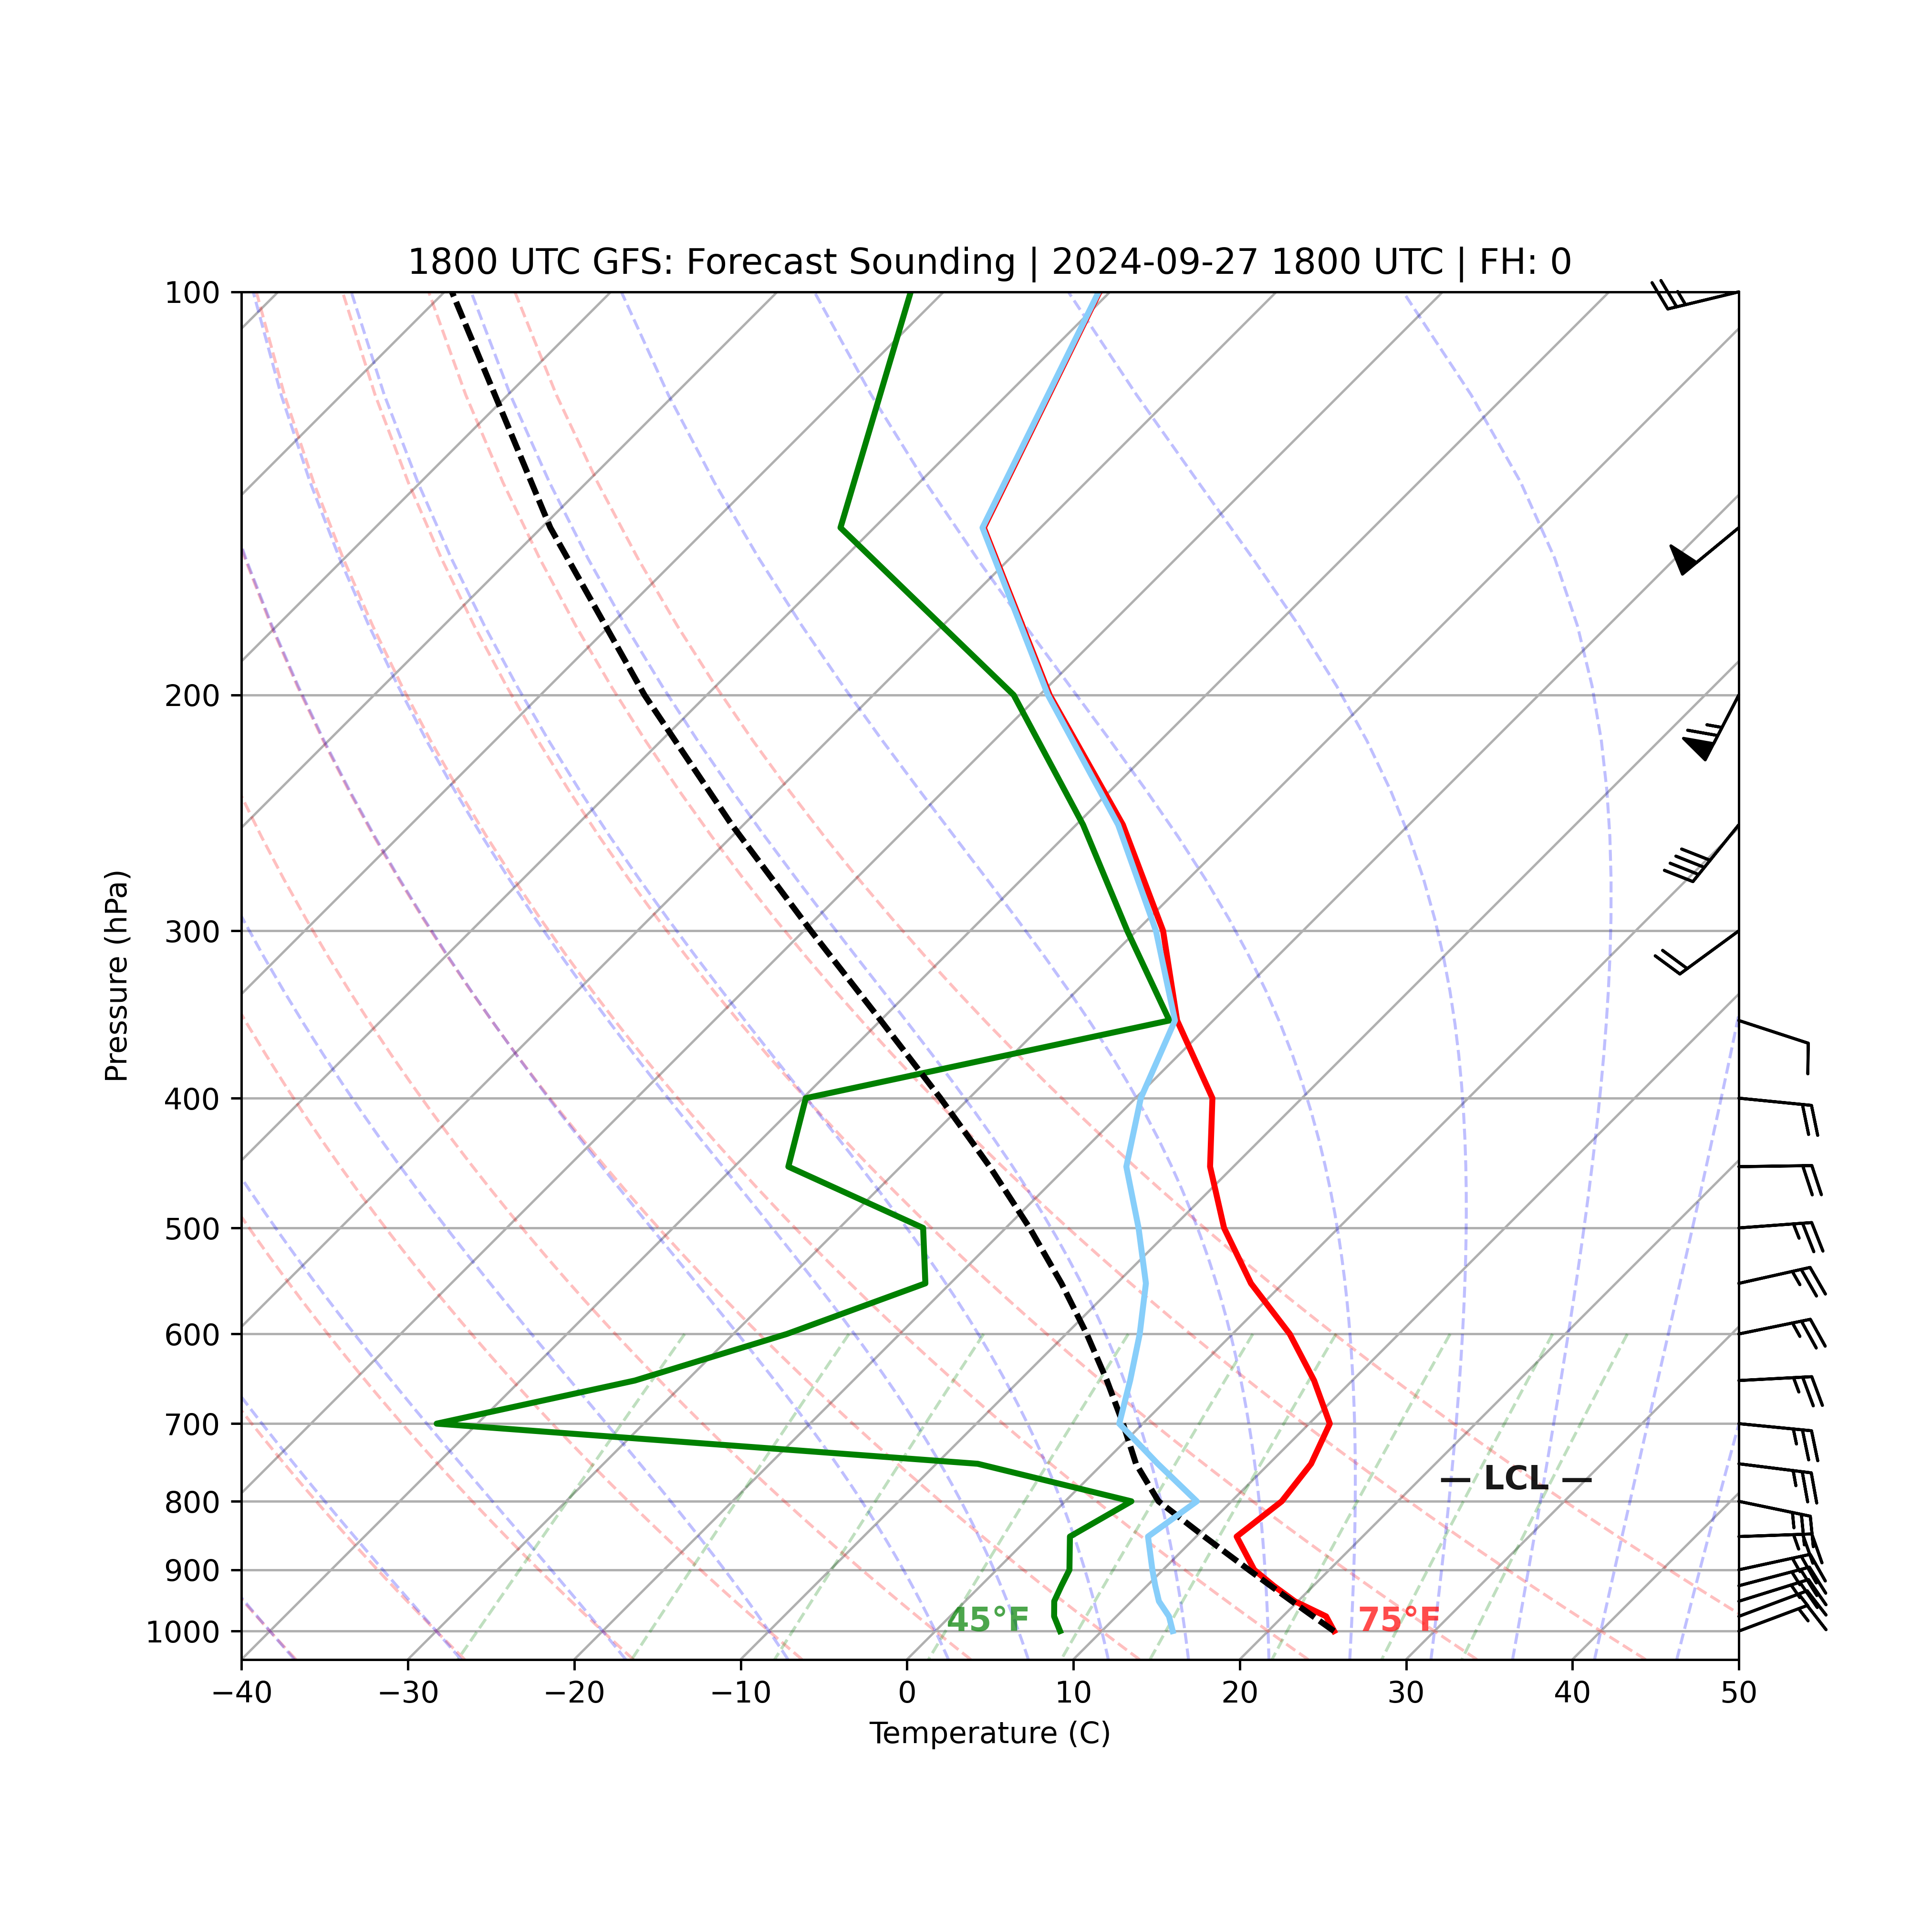 1800 UTC GFS: Forecast Sounding | 2024-09-27 1800 UTC | FH: 0
100
200
300
400
500
600
700
800
900
1000
Pressure (hPa)
— LCL —
45°F
75°F
−40 −30 −20 −10 0 10 20 30 40 50
Temperature (C)